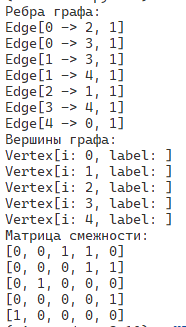 Ребра графа:
Edge[0 -> 2, 1]
Edge[0 -> 3, 1]
Edge[1 -> 3, 1]
Edge[1 -> 4, 1]
Edge[2 -> 1, 1]
Edge[3 -> 4, 1]
Edge[4 -> 0, 1]
Вершины графа:
Vertex[i: 0, label: ]
Vertex[i: 1, label: ]
Vertex[i: 2, label: ]
Vertex[i: 3, label: ]
Vertex[i: 4, label: ]
Матрица смежности:
[0, 0, 1, 1, 0]
[0, 0, 0, 1, 1]
[0, 1, 0, 0, 0]
[0, 0, 0, 0, 1]
[1, 0, 0, 0, 0]